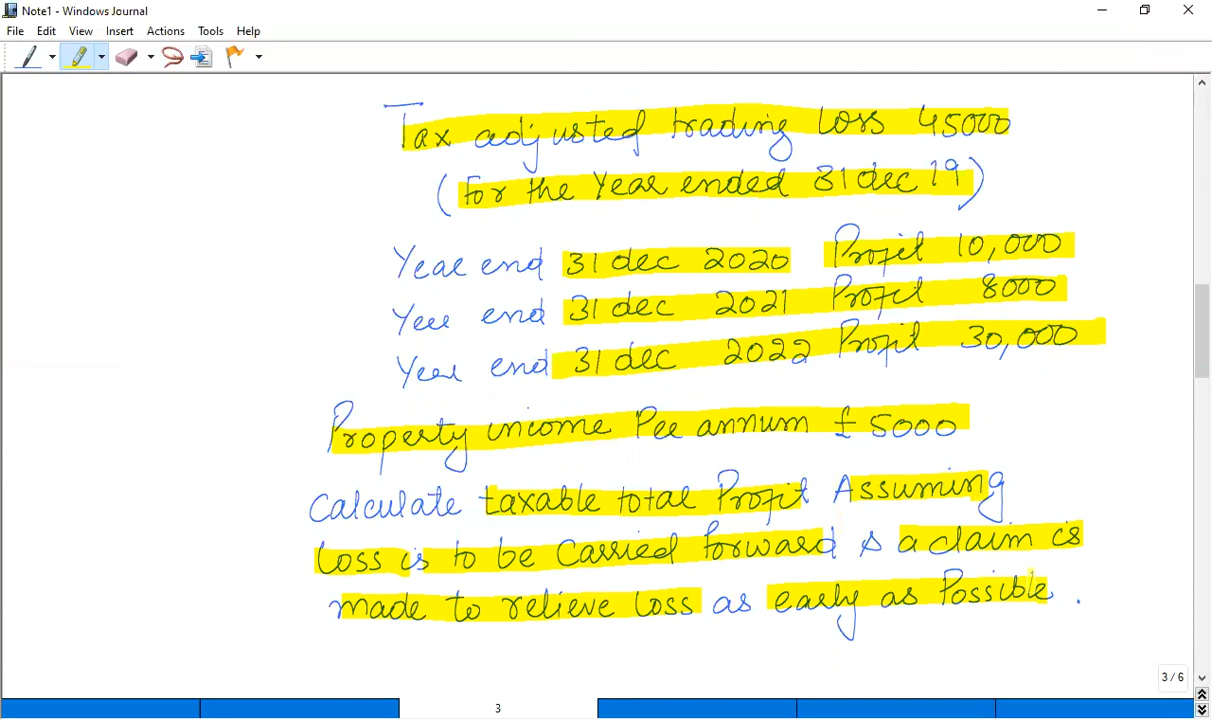 Note1 - Windows Journal
File Edit View Insert Actions Tools Help
Tax adjusted trading loss 45000
(for the Year ended 31 dec 19)
Year end 31 dec 2020 Profit 10,000
Year end 31 dec 2021 Profit 8000
Year end 31 dec 2022 Profit 30,000
Property income Per annum £ 5000
Calculate taxable total Profit Assuming
loss is to be Carried forward & a claim is
made to relieve loss as early as Possible .
3 / 6
3